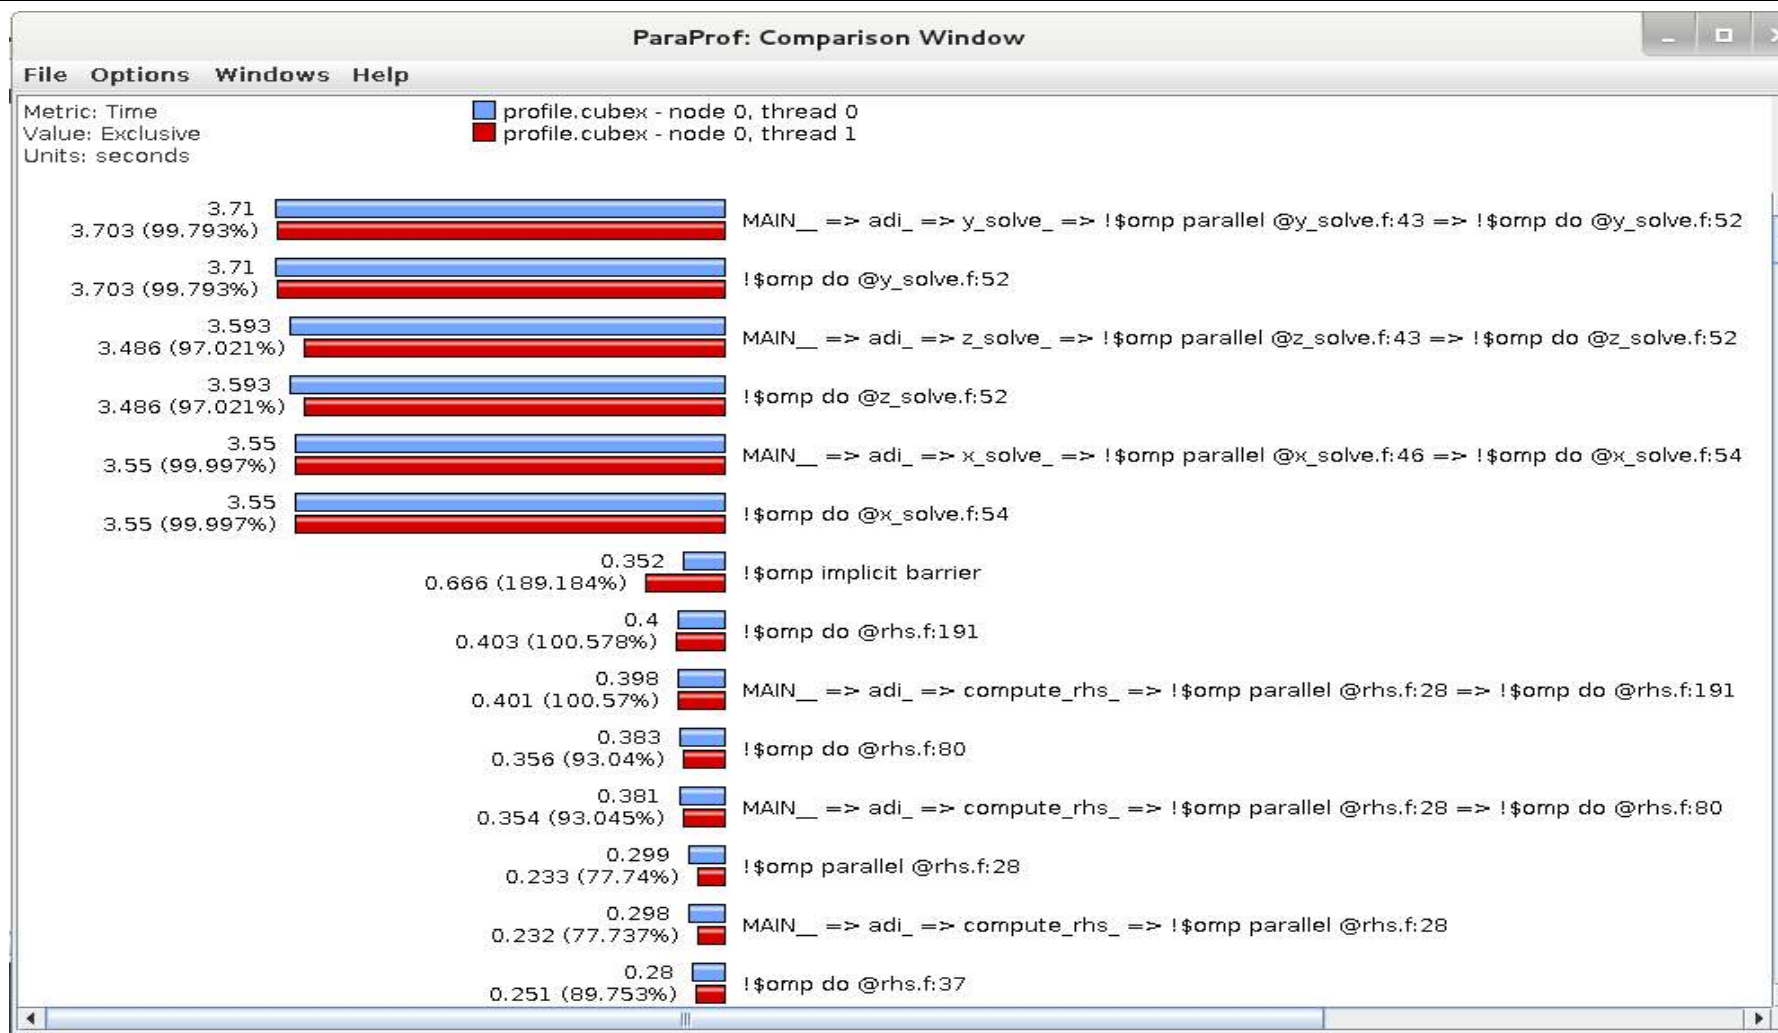 ParaProf: Comparison Window
File Options Windows Help
Metric: Time
Value: Exclusive
Units: seconds
profile.cubex - node 0, thread 0
profile.cubex - node 0, thread 1
3.71
3.703 (99.793%)
MAIN__ => adi_ => y_solve_ => !$omp parallel @y_solve.f:43 => !$omp do @y_solve.f:52
3.71
3.703 (99.793%)
!$omp do @y_solve.f:52
3.593
3.486 (97.021%)
MAIN__ => adi_ => z_solve_ => !$omp parallel @z_solve.f:43 => !$omp do @z_solve.f:52
3.593
3.486 (97.021%)
!$omp do @z_solve.f:52
3.55
3.55 (99.997%)
MAIN__ => adi_ => x_solve_ => !$omp parallel @x_solve.f:46 => !$omp do @x_solve.f:54
3.55
3.55 (99.997%)
!$omp do @x_solve.f:54
0.352
0.666 (189.184%)
!$omp implicit barrier
0.4
0.403 (100.578%)
!$omp do @rhs.f:191
0.398
0.401 (100.57%)
MAIN__ => adi_ => compute_rhs_ => !$omp parallel @rhs.f:28 => !$omp do @rhs.f:191
0.383
0.356 (93.04%)
!$omp do @rhs.f:80
0.381
0.354 (93.045%)
MAIN__ => adi_ => compute_rhs_ => !$omp parallel @rhs.f:28 => !$omp do @rhs.f:80
0.299
0.233 (77.74%)
!$omp parallel @rhs.f:28
0.298
0.232 (77.737%)
MAIN__ => adi_ => compute_rhs_ => !$omp parallel @rhs.f:28
0.28
0.251 (89.753%)
!$omp do @rhs.f:37